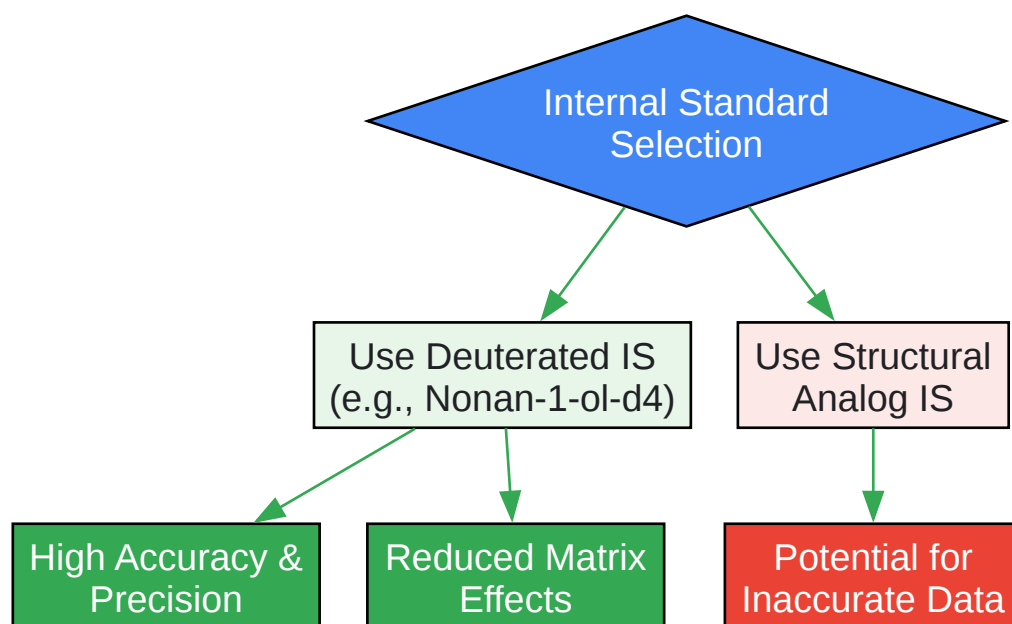 Internal Standard
Selection
Use Deuterated IS
(e.g., Nonan-1-ol-d4)
Use Structural
Analog IS
High Accuracy &
Precision
Reduced Matrix
Effects
Potential for
Inaccurate Data